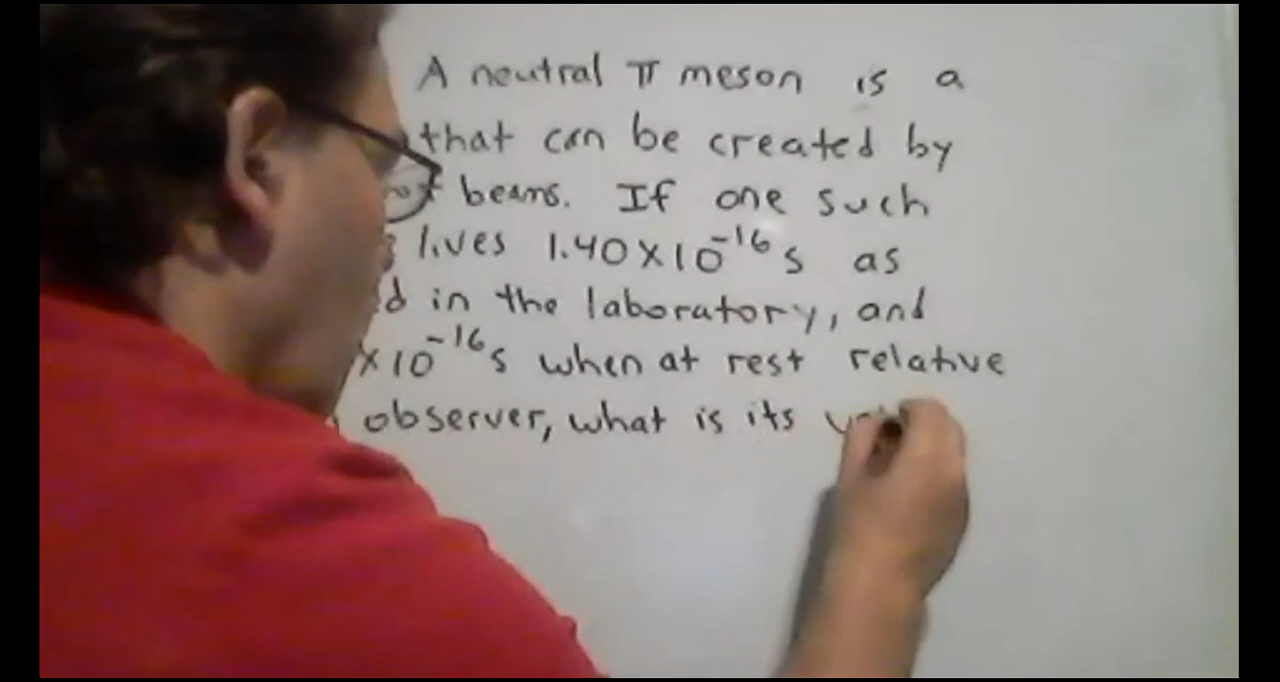 A neutral π meson is a
that can be created by
beams. If one such
lives 1.40×10⁻¹⁶ s as
in the laboratory, and
×10⁻¹⁶ s when at rest relative
observer, what is its